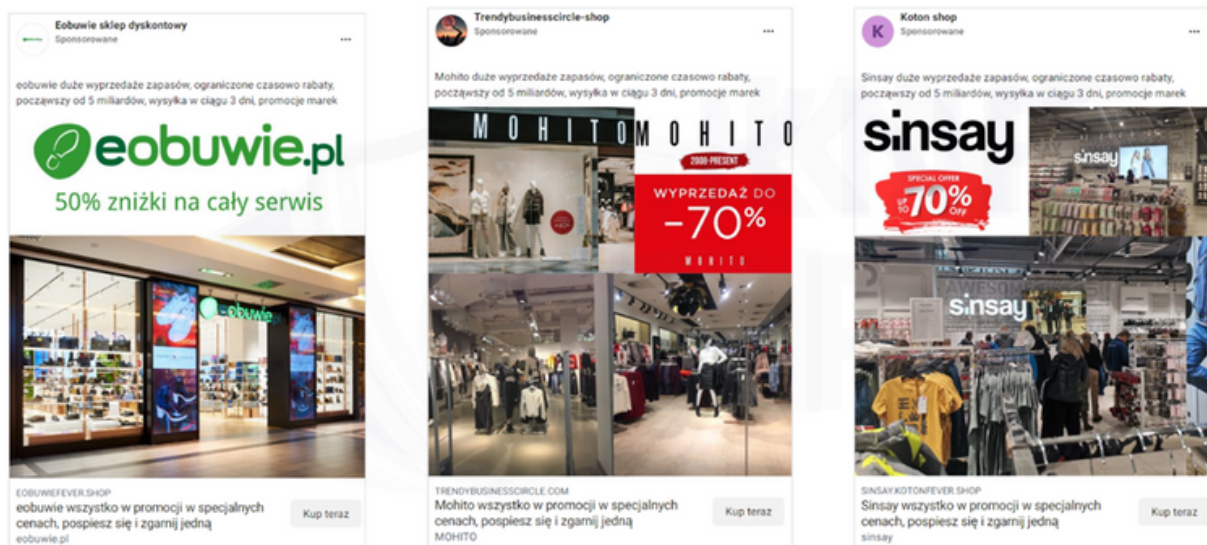 Eobuwie sklep dyskontowy
Sponsorowane
eobuwie duże wyprzedaże zapasów, ograniczone czasowo rabaty,
począwszy od 5 miliardów, wysyłka w ciągu 3 dni, promocje marek
eobuwie.pl
50% zniżki na cały serwis
eobuwie
EOBUWIEFEVER.SHOP
eobuwie wszystko w promocji w specjalnych
cenach, pospiesz się i zgarnij jedną
eobuwie.pl
Kup teraz
Trendybusinesscircle-shop
Sponsorowane
Mohito duże wyprzedaże zapasów, ograniczone czasowo rabaty,
począwszy od 5 miliardów, wysyłka w ciągu 3 dni, promocje marek
MOHITO
MOHITO
2008-PRESENT
WYPRZEDAŻ DO
-70%
MOHITO
TRENDYBUSINESSCIRCLE.COM
Mohito wszystko w promocji w specjalnych
cenach, pospiesz się i zgarnij jedną
MOHITO
Kup teraz
K
Koton shop
Sponsorowane
Sinsay duże wyprzedaże zapasów, ograniczone czasowo rabaty,
począwszy od 5 miliardów, wysyłka w ciągu 3 dni, promocje marek
sinsay
SPECIAL OFFER
UP TO 70% OFF
sinsay
sinsay
SINSAY.KOTONFEVER.SHOP
Sinsay wszystko w promocji w specjalnych
cenach, pospiesz się i zgarnij jedną
sinsay
Kup teraz